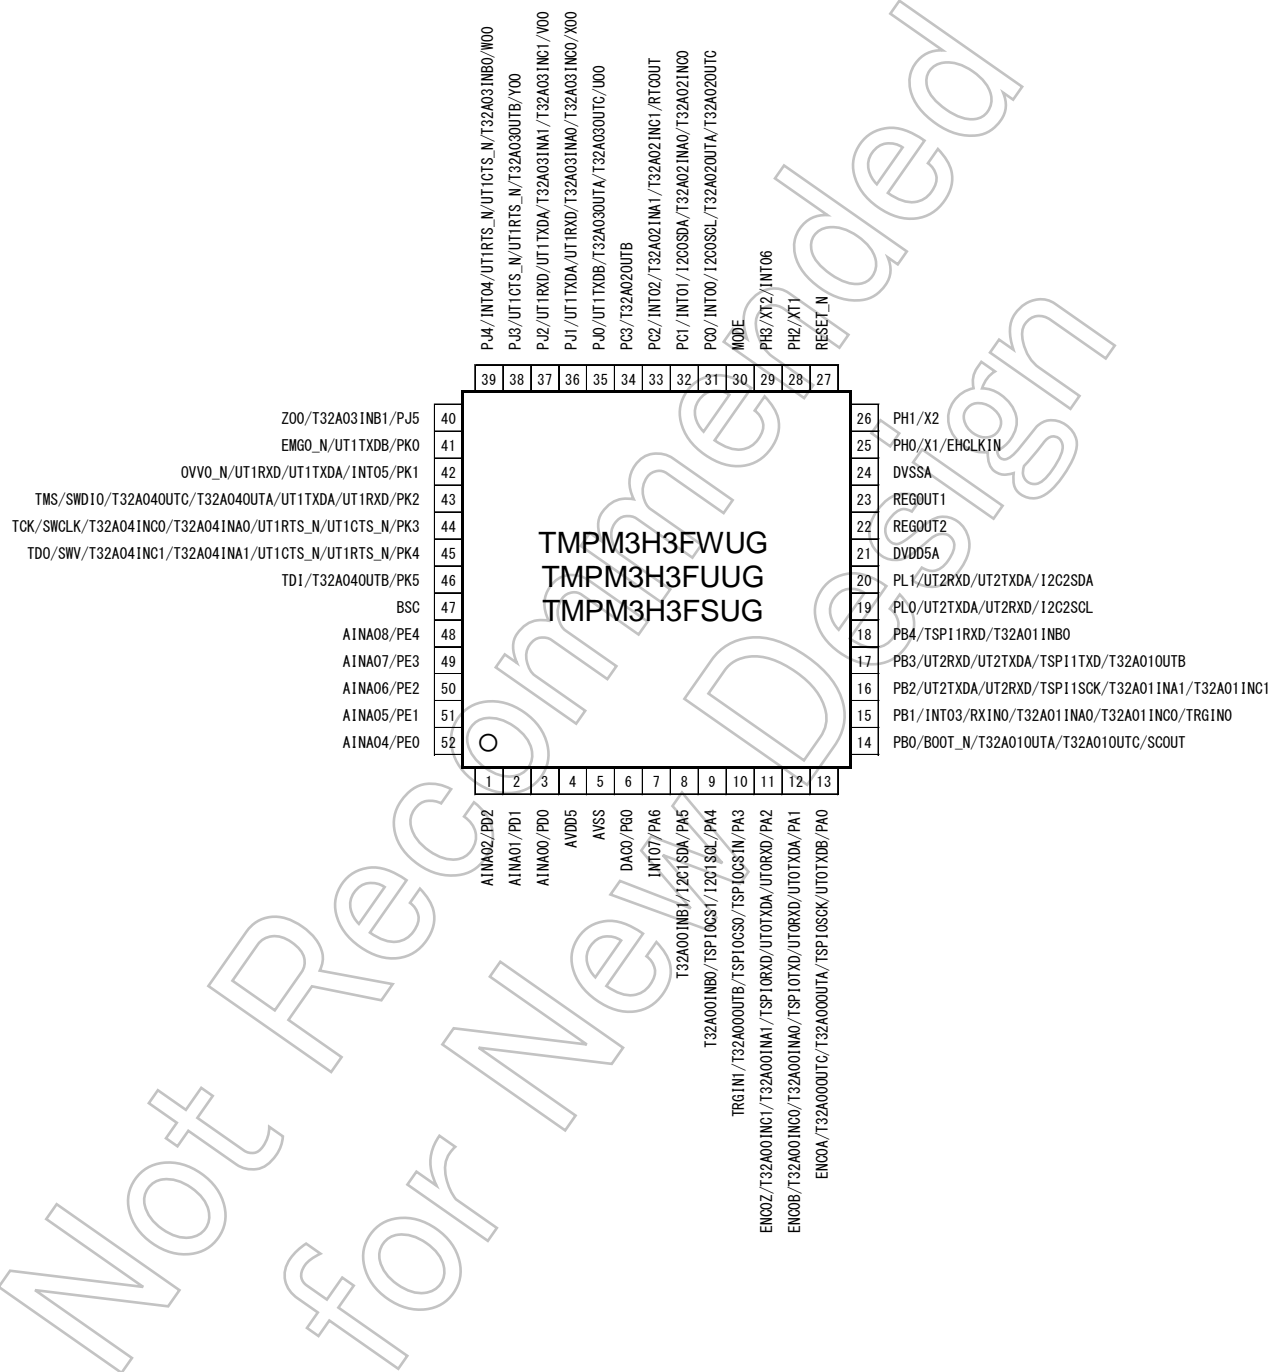 PJ4/INT04/UT1RTS_N/UT1CTS_N/T32A03INB0/WO0
PJ3/UT1CTS_N/UT1RTS_N/T32A03OUTB/YO0
PJ2/UT1RXD/UT1TXDA/T32A03INA1/T32A03INC1/VO0
PJ1/UT1TXDA/UT1RXD/T32A03INA0/T32A03INC0/XO0
PJ0/UT1TXDB/T32A03OUTA/T32A03OUTC/UO0
PC3/T32A02OUTB
PC2/INT02/T32A02INA1/T32A02INC1/RTCOUT
PC1/INT01/I2C0SDA/T32A02INA0/T32A02INC0
PC0/INT00/I2C0SCL/T32A02OUTA/T32A02OUTC
MODE
PH3/XT2/INT06
PH2/XT1
RESET_N
39 38 37 36 35 34 33 32 31 30 29 28 27
ZO0/T32A03INB1/PJ5 40
EMG0_N/UT1TXDB/PK0 41
OVV0_N/UT1RXD/UT1TXDA/INT05/PK1 42
TMS/SWDIO/T32A04OUTC/T32A04OUTA/UT1TXDA/UT1RXD/PK2 43
TCK/SWCLK/T32A04INC0/T32A04INA0/UT1RTS_N/UT1CTS_N/PK3 44
TDO/SWV/T32A04INC1/T32A04INA1/UT1CTS_N/UT1RTS_N/PK4 45
TDI/T32A04OUTB/PK5 46
BSC 47
AINA08/PE4 48
AINA07/PE3 49
AINA06/PE2 50
AINA05/PE1 51
AINA04/PE0 52
TMPM3H3FWUG
TMPM3H3FUUG
TMPM3H3FSUG
26 PH1/X2
25 PH0/X1/EHCLKIN
24 DVSSA
23 REGOUT1
22 REGOUT2
21 DVDD5A
20 PL1/UT2RXD/UT2TXDA/I2C2SDA
19 PL0/UT2TXDA/UT2RXD/I2C2SCL
18 PB4/TSPI1RXD/T32A01INB0
17 PB3/UT2RXD/UT2TXDA/TSPI1TXD/T32A01OUTB
16 PB2/UT2TXDA/UT2RXD/TSPI1SCK/T32A01INA1/T32A01INC1
15 PB1/INT03/RXIN0/T32A01INA0/T32A01INC0/TRGIN0
14 PB0/BOOT_N/T32A01OUTA/T32A01OUTC/SCOUT
1 2 3 4 5 6 7 8 9 10 11 12 13
AINA02/PD2
AINA01/PD1
AINA00/PD0
AVDD5
AVSS
DAC0/PG0
INT07/PA6
T32A00INB1/I2C1SDA/PA5
T32A00INB0/TSPI0CS1/I2C1SCL/PA4
TRGIN1/T32A00OUTB/TSPI0CS0/TSPI0CSIN/PA3
ENC0Z/T32A00INC1/T32A00INA1/TSPI0RXD/UT0TXDA/UT0RXD/PA2
ENC0B/T32A00INC0/T32A00INA0/TSPI0TXD/UT0RXD/UT0TXDA/PA1
ENC0A/T32A00OUTC/T32A00OUTA/TSPI0SCK/UT0TXDB/PA0
Not Recommended
for New Design